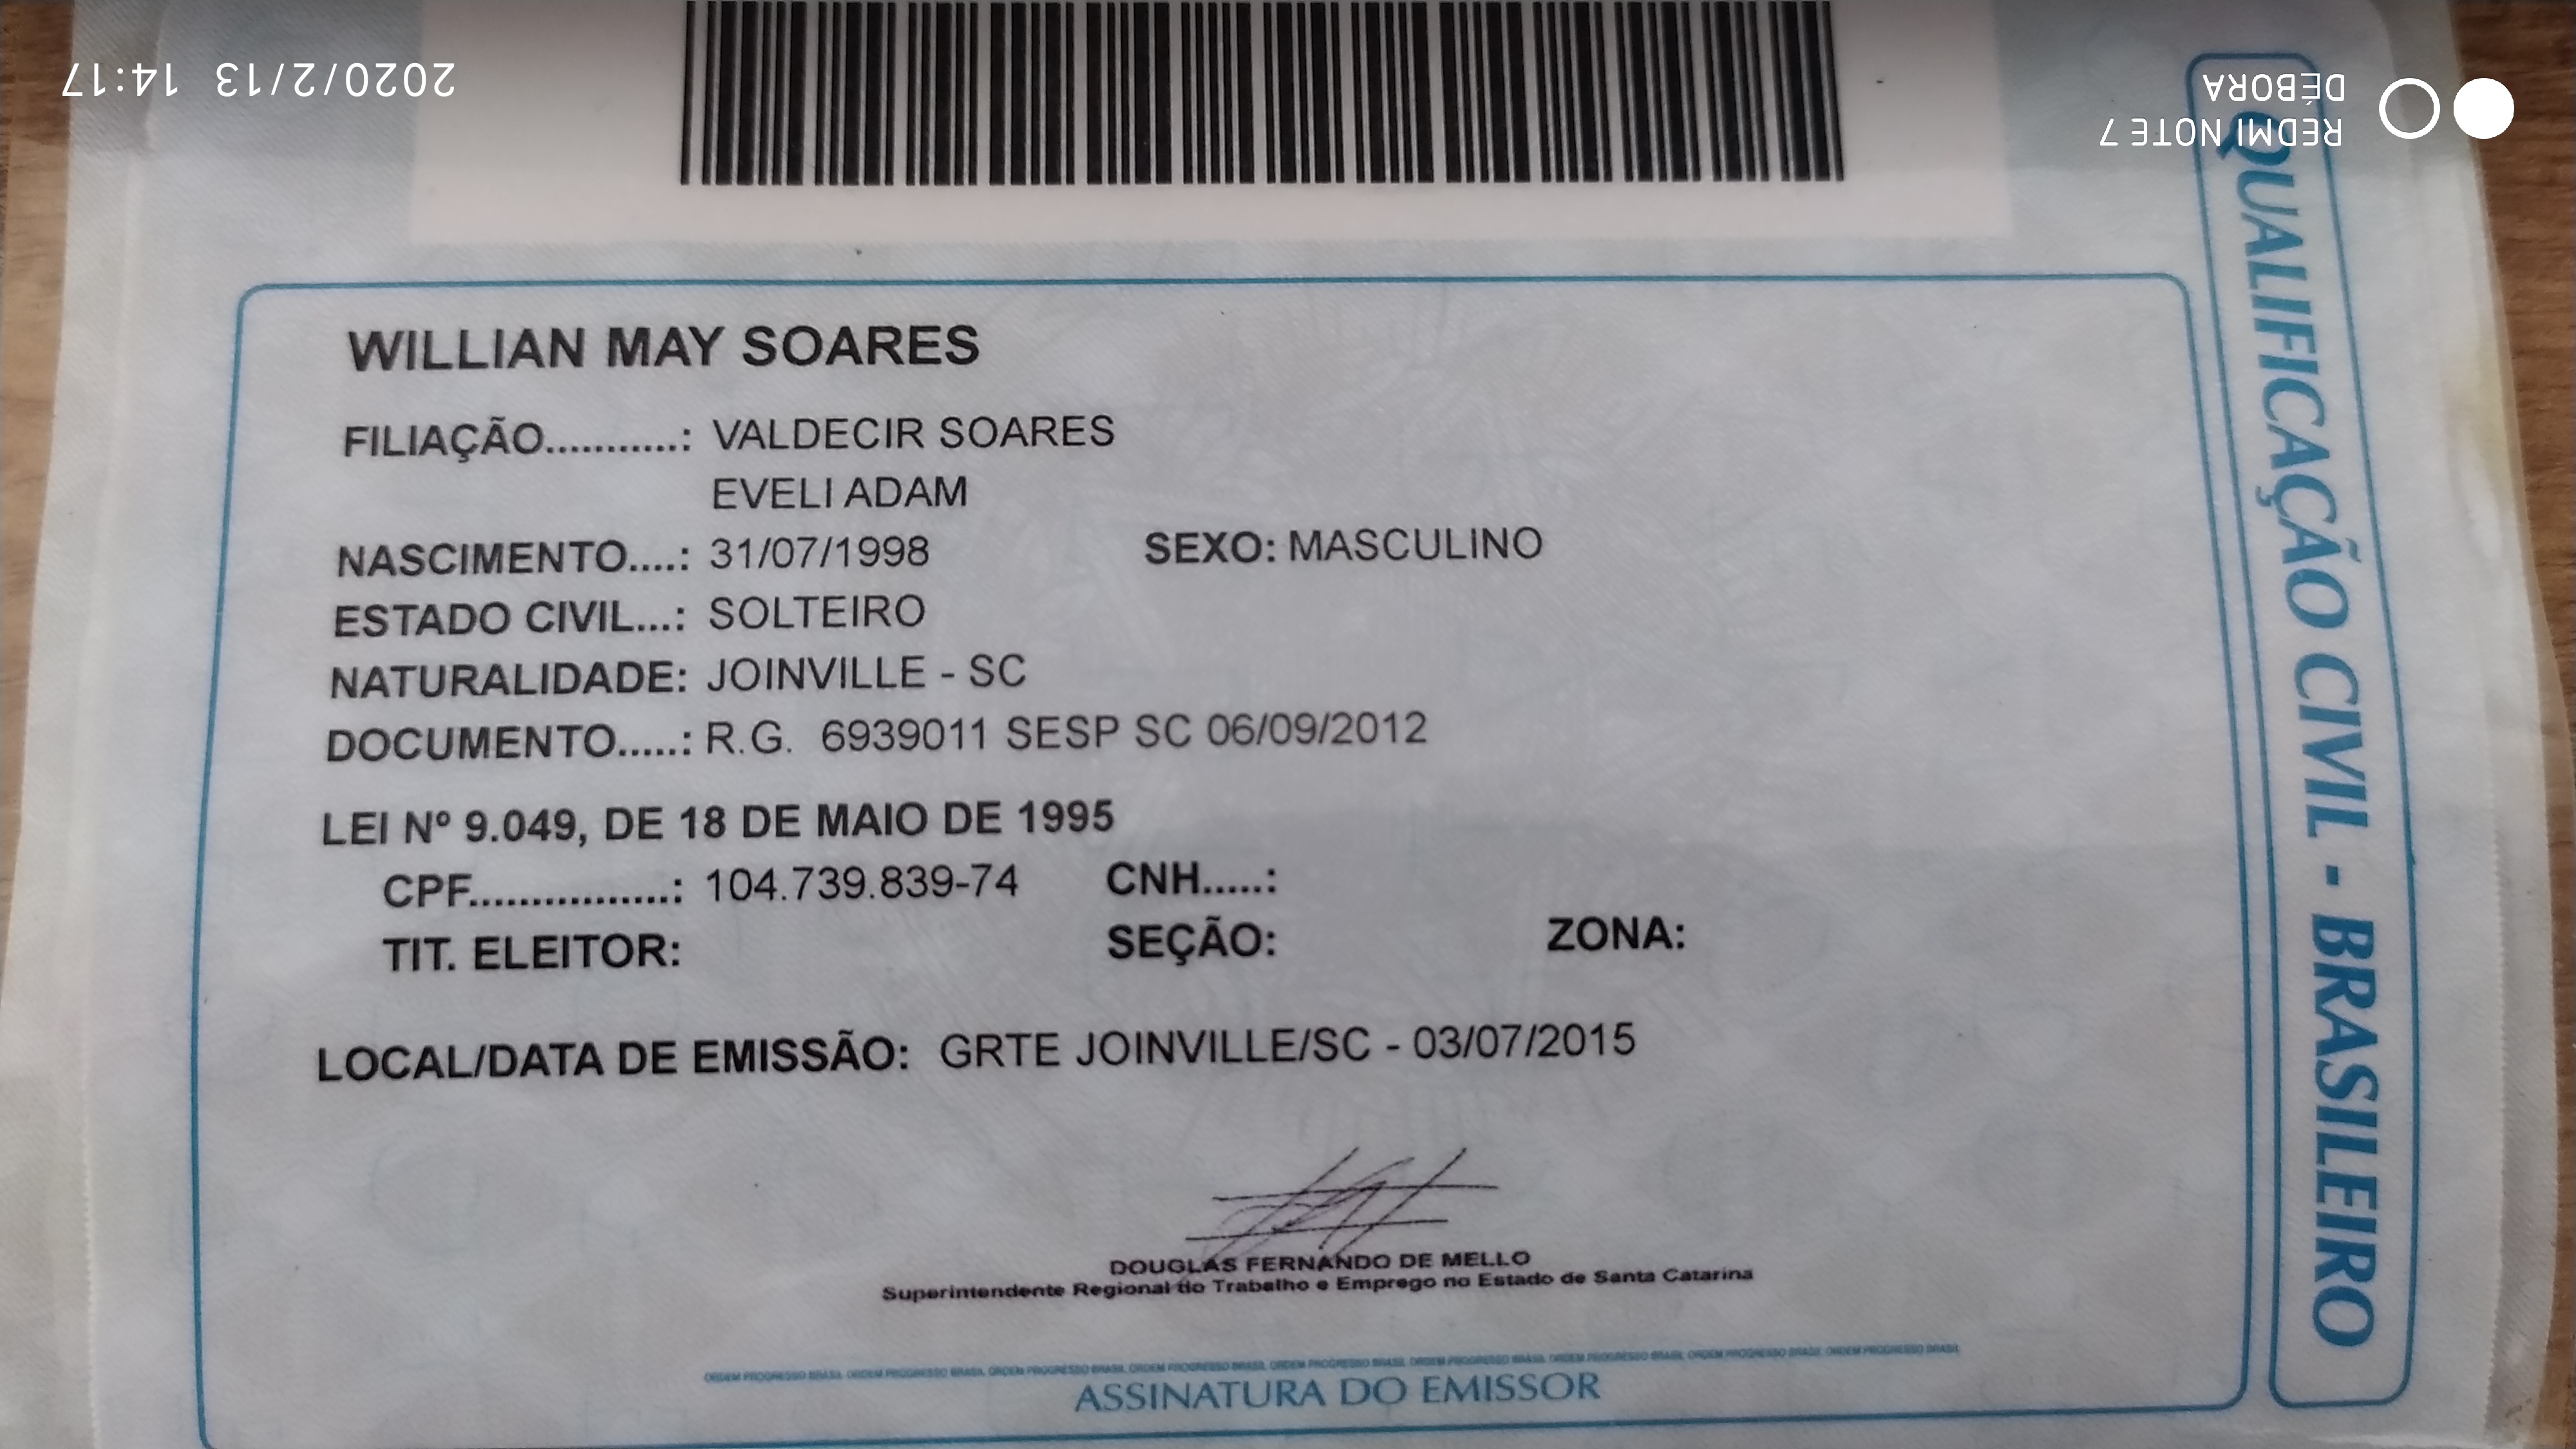 2020/2/13 14:17
REDMI NOTE 7
DÉBORA
WILLIAN MAY SOARES
FILIAÇÃO...........: VALDECIR SOARES
EVELI ADAM
NASCIMENTO....: 31/07/1998 SEXO: MASCULINO
ESTADO CIVIL...: SOLTEIRO
NATURALIDADE: JOINVILLE - SC
DOCUMENTO.....: R.G. 6939011 SESP SC 06/09/2012
LEI Nº 9.049, DE 18 DE MAIO DE 1995
CPF................: 104.739.839-74 CNH.....:
TIT. ELEITOR: SEÇÃO: ZONA:
LOCAL/DATA DE EMISSÃO: GRTE JOINVILLE/SC - 03/07/2015
DOUGLAS FERNANDO DE MELLO
Superintendente Regional do Trabalho e Emprego no Estado de Santa Catarina
ORDEM PROGRESSO BRASIL ORDEM PROGRESSO BRASIL ORDEM PROGRESSO BRASIL ORDEM PROGRESSO BRASIL ORDEM PROGRESSO BRASIL ORDEM PROGRESSO BRASIL ORDEM PROGRESSO BRASIL ORDEM PROGRESSO BRASIL ORDEM PROGRESSO BRASIL
ASSINATURA DO EMISSOR
QUALIFICAÇÃO CIVIL - BRASILEIRO